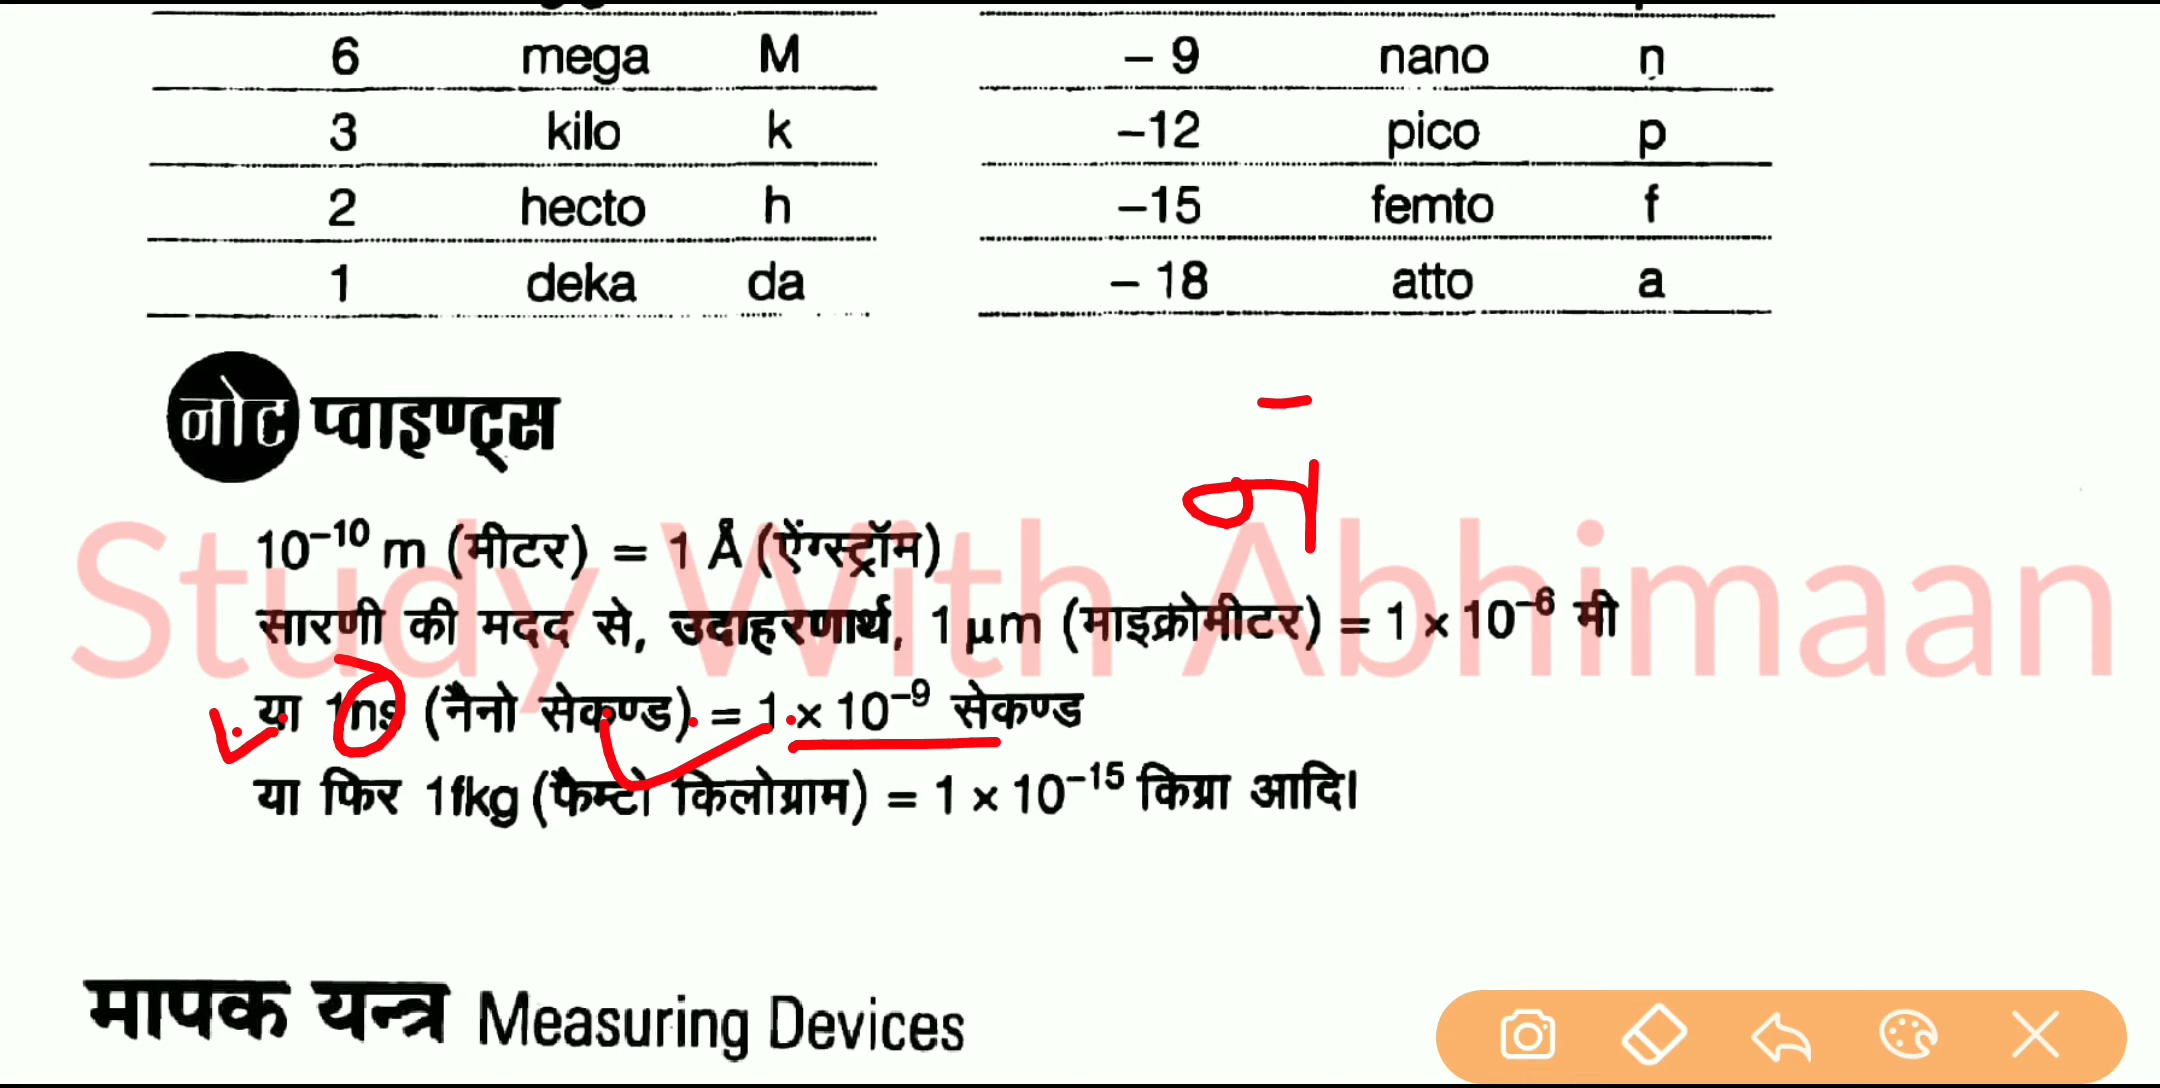 6 mega M – 9 nano n
3 kilo k –12 pico p
2 hecto h –15 femto f
1 deka da – 18 atto a
नोट प्वाइण्ट्स
10⁻¹⁰ m (मीटर) = 1 Å (ऐंग्स्ट्रॉम)
सारणी की मदद से, उदाहरणार्थ, 1 μm (माइक्रोमीटर) = 1 × 10⁻⁶ मी
या 1ns (नैनो सेकण्ड) = 1 × 10⁻⁹ सेकण्ड
या फिर 1fkg (फैम्टो किलोग्राम) = 1 × 10⁻¹⁵ किग्रा आदि।
Study With Abhimaan
मापक यन्त्र Measuring Devices